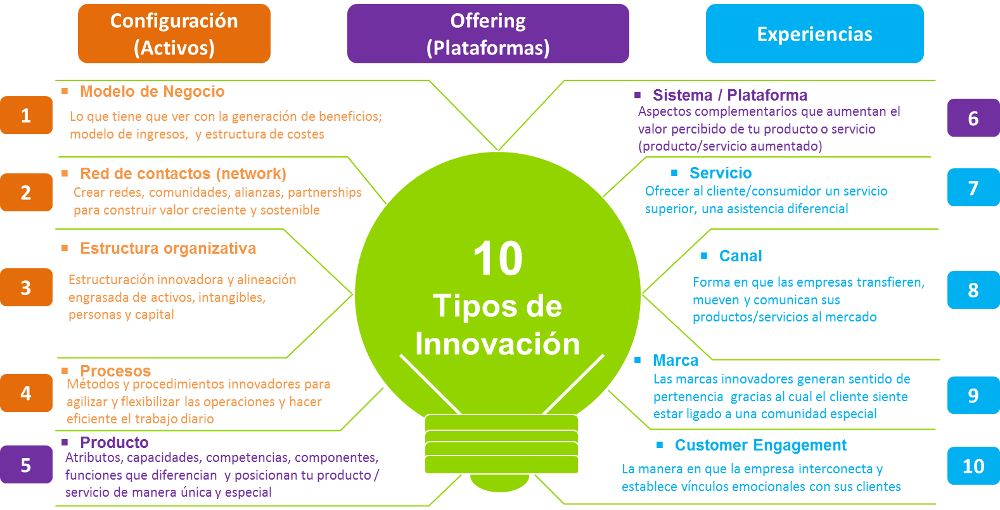 Configuración
(Activos)
Offering
(Plataformas)
Experiencias
1
Modelo de Negocio
Lo que tiene que ver con la generación de beneficios;
modelo de ingresos, y estructura de costes
2
Red de contactos (network)
Crear redes, comunidades, alianzas, partnerships
para construir valor creciente y sostenible
3
Estructura organizativa
Estructuración innovadora y alineación
engrasada de activos, intangibles,
personas y capital
4
Procesos
Métodos y procedimientos innovadores para
agilizar y flexibilizar las operaciones y hacer
eficiente el trabajo diario
5
Producto
Atributos, capacidades, competencias, componentes,
funciones que diferencian y posicionan tu producto /
servicio de manera única y especial
10
Tipos de
Innovación
Sistema / Plataforma
Aspectos complementarios que aumentan el
valor percibido de tu producto o servicio
(producto/servicio aumentado)
6
Servicio
Ofrecer al cliente/consumidor un servicio
superior, una asistencia diferencial
7
Canal
Forma en que las empresas transfieren,
mueven y comunican sus
productos/servicios al mercado
8
Marca
Las marcas innovadores generan sentido de
pertenencia gracias al cual el cliente siente
estar ligado a una comunidad especial
9
Customer Engagement
La manera en que la empresa interconecta y
establece vínculos emocionales con sus clientes
10